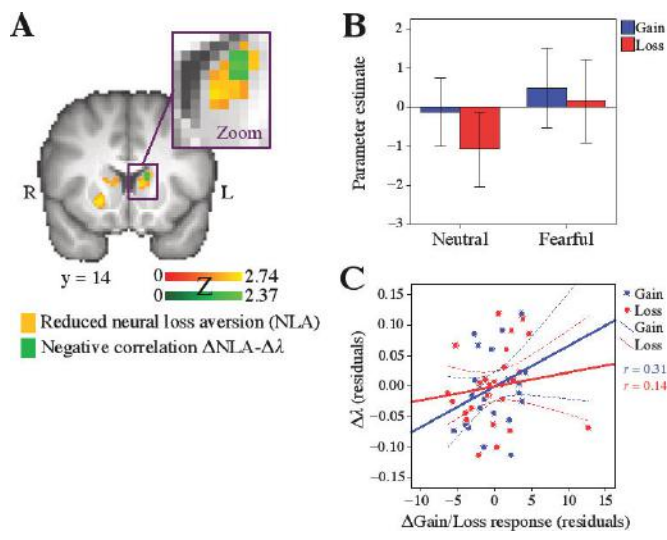 A
Zoom
R
L
y = 14
0 2.74
Z
0 2.37
Reduced neural loss aversion (NLA)
Negative correlation ΔNLA-Δλ
B
Gain
Loss
Parameter estimate
2
1
0
−1
−2
−3
Neutral Fearful
C
Δλ (residuals)
0.15
0.10
0.05
0.00
−0.05
−0.10
0.15
Gain
Loss
Gain
Loss
r = 0.31
r = 0.14
−10 −5 0 5 10 15
ΔGain/Loss response (residuals)